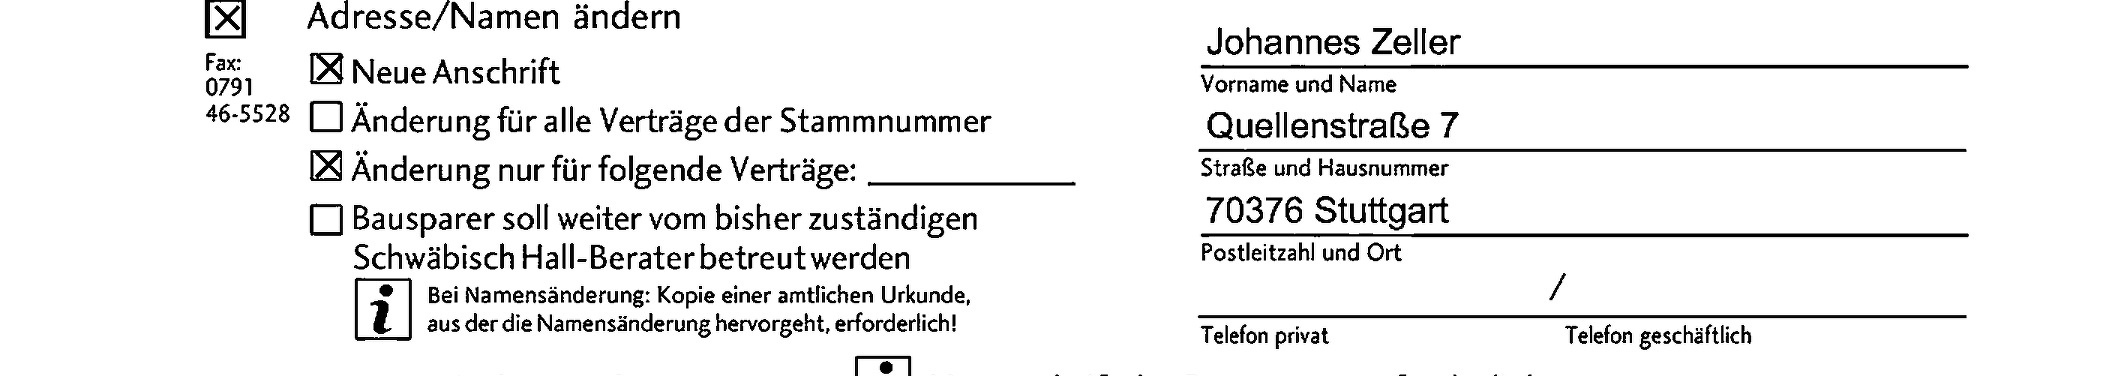 Adresse/Namen ändern
Fax:
0791
46-5528
Neue Anschrift
Änderung für alle Verträge der Stammnummer
Änderung nur für folgende Verträge:
Bausparer soll weiter vom bisher zuständigen
Schwäbisch Hall-Berater betreut werden
Bei Namensänderung: Kopie einer amtlichen Urkunde,
aus der die Namensänderung hervorgeht, erforderlich!
Johannes Zeller
Vorname und Name
Quellenstraße 7
Straße und Hausnummer
70376 Stuttgart
Postleitzahl und Ort
/
Telefon privat Telefon geschäftlich